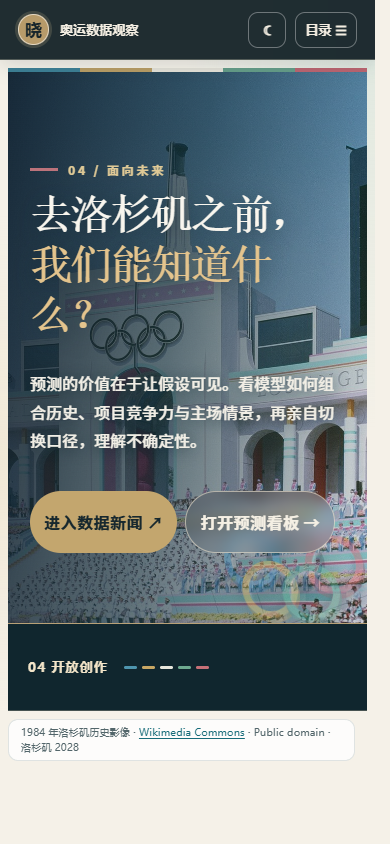 晓 奥运数据观察 目录
04 / 面向未来
去洛杉矶之前，
我们能知道什
么？
预测的价值在于让假设可见。看模型如何组
合历史、项目竞争力与主场情景，再亲自切
换口径，理解不确定性。
进入数据新闻 ↗ 打开预测看板 →
04 开放创作
1984 年洛杉矶历史影像 · Wikimedia Commons · Public domain ·
洛杉矶 2028